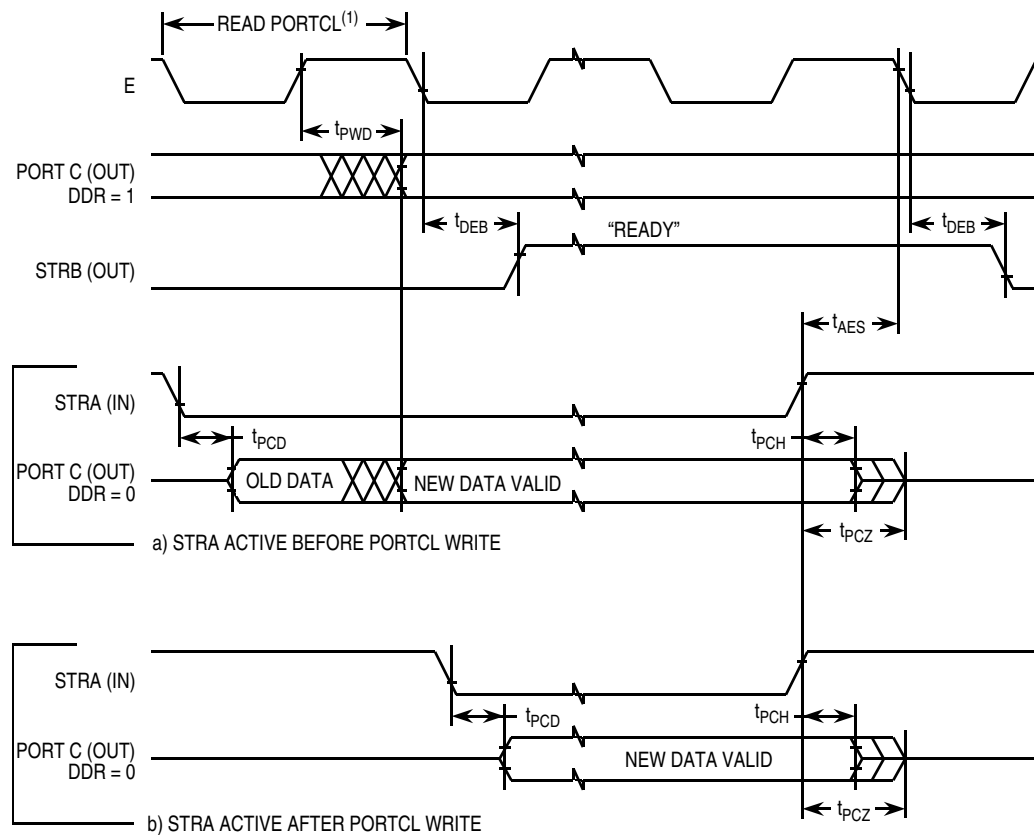 READ PORTCL(1)
E
tPWD
PORT C (OUT)
DDR = 1
tDEB
"READY"
tDEB
STRB (OUT)
tAES
STRA (IN)
tPCD
tPCH
PORT C (OUT)
DDR = 0
OLD DATA
NEW DATA VALID
tPCZ
a) STRA ACTIVE BEFORE PORTCL WRITE
STRA (IN)
tPCD
tPCH
PORT C (OUT)
DDR = 0
NEW DATA VALID
tPCZ
b) STRA ACTIVE AFTER PORTCL WRITE